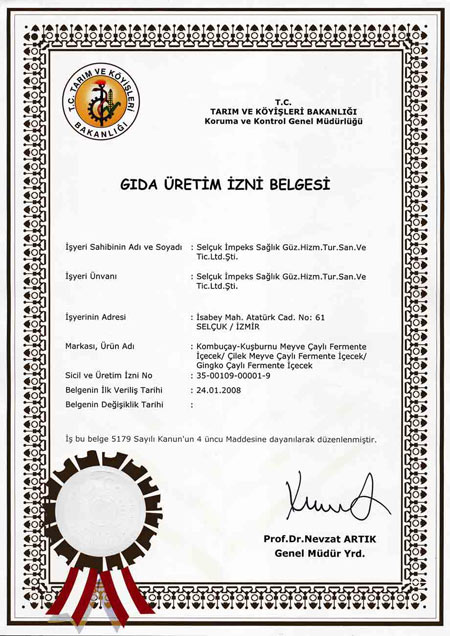 T.C. TARIM VE KÖYİŞLERİ
BAKANLIĞI
T.C.
TARIM VE KÖYİŞLERİ BAKANLIĞI
Koruma ve Kontrol Genel Müdürlüğü
GIDA ÜRETİM İZNİ BELGESİ
İşyeri Sahibinin Adı ve Soyadı : Selçuk İmpeks Sağlık Güz.Hizm.Tur.San.Ve
Tic.Ltd.Şti.
İşyeri Ünvanı : Selçuk İmpeks Sağlık Güz.Hizm.Tur.San.Ve
Tic.Ltd.Şti.
İşyerinin Adresi : İsabey Mah. Atatürk Cad. No: 61
SELÇUK / İZMİR
Markası, Ürün Adı : Kombuçay-Kuşburnu Meyve Çaylı Fermente
İçecek/ Çilek Meyve Çaylı Fermente İçecek/
Gingko Çaylı Fermente İçecek
Sicil ve Üretim İzni No : 35-00109-00001-9
Belgenin İlk Veriliş Tarihi : 24.01.2008
Belgenin Değişiklik Tarihi :
İş bu belge 5179 Sayılı Kanun'un 4 üncu Maddesine dayanılarak düzenlenmiştir.
Prof.Dr.Nevzat ARTIK
Genel Müdür Yrd.